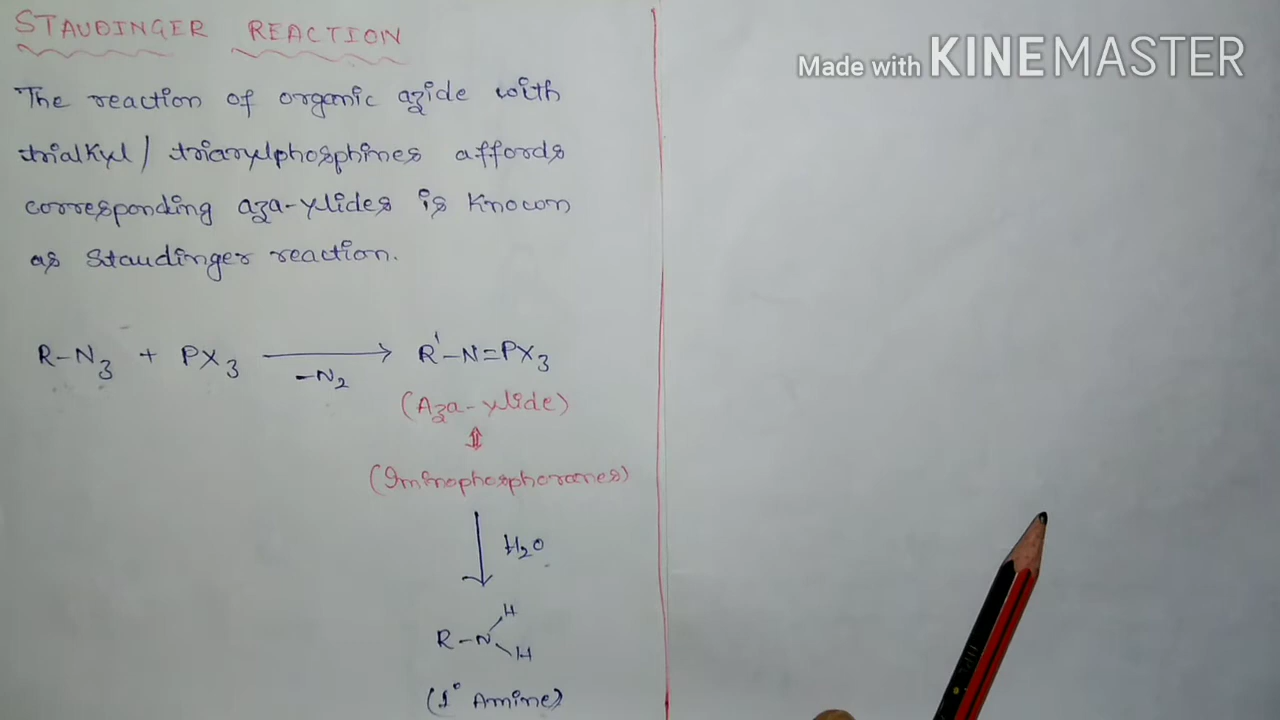 STAUDINGER REACTION
Made with KINEMASTER
The reaction of organic azide with
trialkyl / triarylphosphines affords
corresponding aza-ylides is known
as Staudinger reaction.
R-N3 + PX3 → R'-N=PX3
-N2
(Aza-ylide)
⇕
(Iminophosphoranes)
↓ H2O
H
R-N
H
(1° Amine)